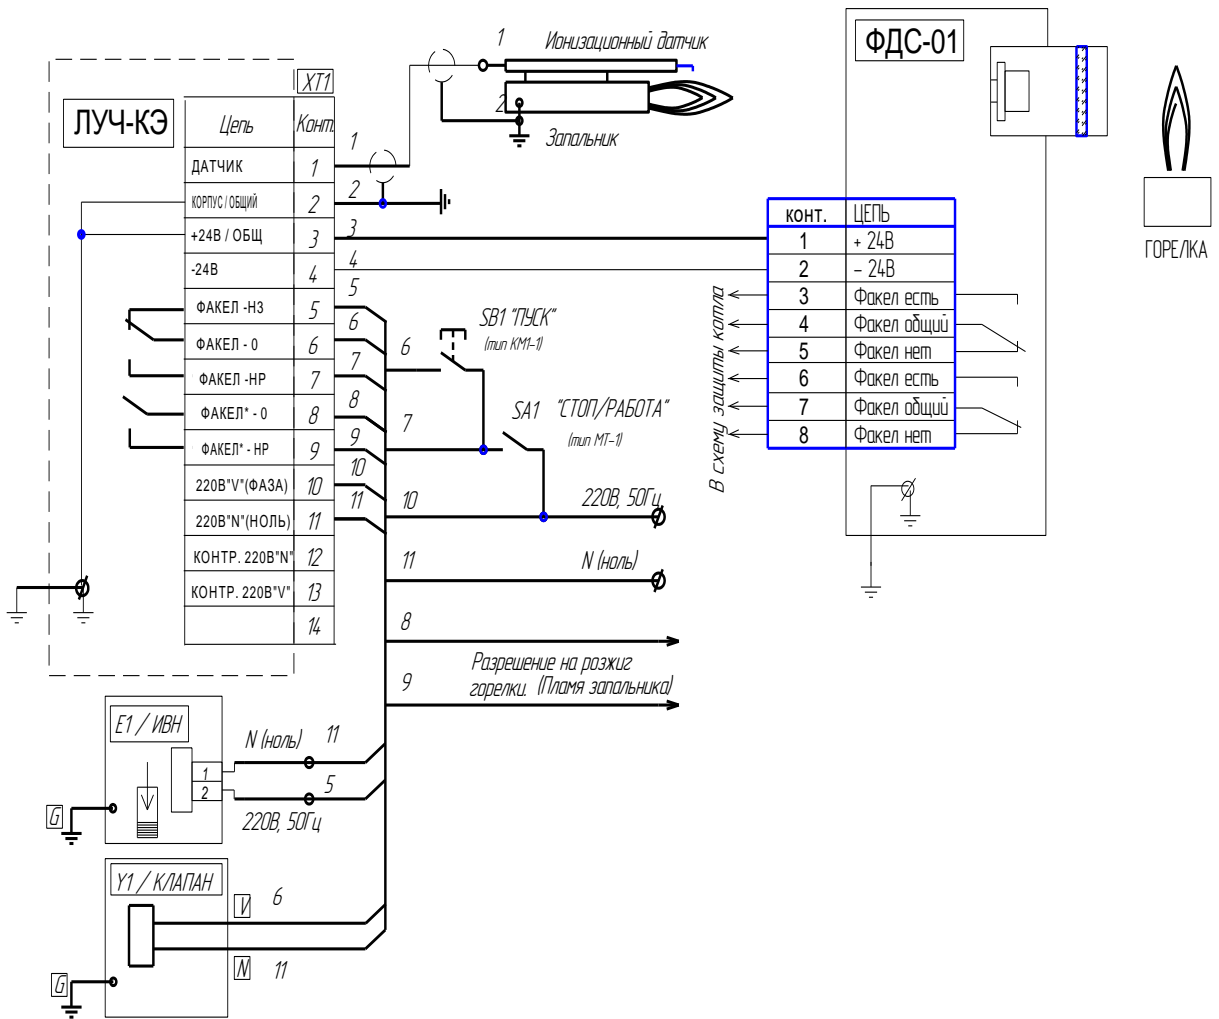 ЛУЧ-КЭ
XT1
Цепь Конт.
ДАТЧИК 1
КОРПУС / ОБЩИЙ 2
+24В / ОБЩ 3
-24В 4
ФАКЕЛ -НЗ 5
ФАКЕЛ - 0 6
ФАКЕЛ -НР 7
ФАКЕЛ* - 0 8
ФАКЕЛ* - НР 9
220В"V"(ФАЗА) 10
220В"N"(НОЛЬ) 11
КОНТР. 220В"N" 12
КОНТР. 220В"V" 13
14
1
2
3
4
5
6
7
8
9
10
11
1
Ионизационный датчик
2
Запальник
6
SB1 "ПУСК"
(тип КМ1-1)
7
SA1 "СТОП/РАБОТА"
(тип МТ-1)
10
220В, 50Гц
11
N (ноль)
8
Разрешение на розжиг
горелки. (Пламя запальника)
9
ФДС-01
ГОРЕЛКА
В схему защиты котла
конт. ЦЕПЬ
1 + 24В
2 – 24В
3 Факел есть
4 Факел общий
5 Факел нет
6 Факел есть
7 Факел общий
8 Факел нет
E1 / ИВН
N (ноль) 11
1
2
5
220В, 50Гц
G
Y1 / КЛАПАН
V 6
N 11
G